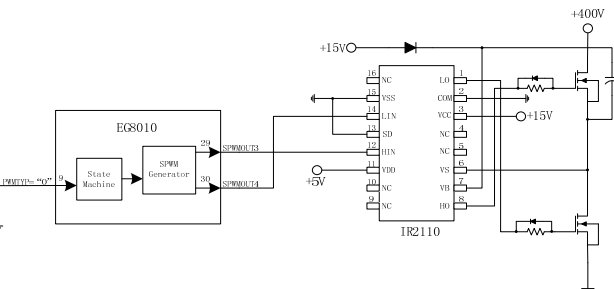 +400V
+15V
16 NC
15 VSS
14 LIN
13 SD
12 HIN
11 VDD
10 NC
9 NC
LO 1
COM 2
VCC 3
NC 4
NC 5
VS 6
VB 7
HO 8
+15V
+5V
IR2110
EG8010
PWMTYP= "0"
9
State
Machine
SPWM
Generator
29
SPWMOUT3
30
SPWMOUT4